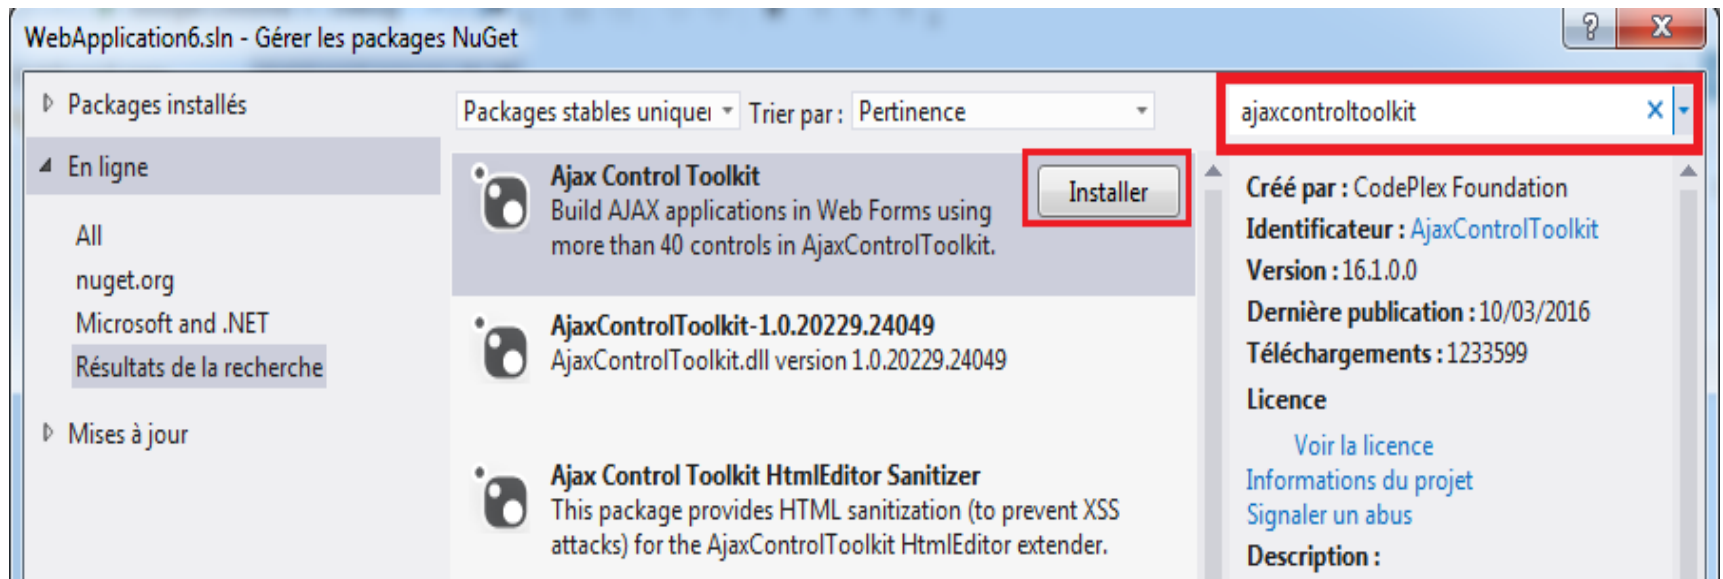 WebApplication6.sln - Gérer les packages NuGet
?
X
Packages installés
En ligne
All
nuget.org
Microsoft and .NET
Résultats de la recherche
Mises à jour
Packages stables unique
Trier par :
Pertinence
Ajax Control Toolkit
Build AJAX applications in Web Forms using
more than 40 controls in AjaxControlToolkit.
Installer
AjaxControlToolkit-1.0.20229.24049
AjaxControlToolkit.dll version 1.0.20229.24049
Ajax Control Toolkit HtmlEditor Sanitizer
This package provides HTML sanitization (to prevent XSS
attacks) for the AjaxControlToolkit HtmlEditor extender.
ajaxcontroltoolkit
Créé par : CodePlex Foundation
Identificateur : AjaxControlToolkit
Version : 16.1.0.0
Dernière publication : 10/03/2016
Téléchargements : 1233599
Licence
Voir la licence
Informations du projet
Signaler un abus
Description :